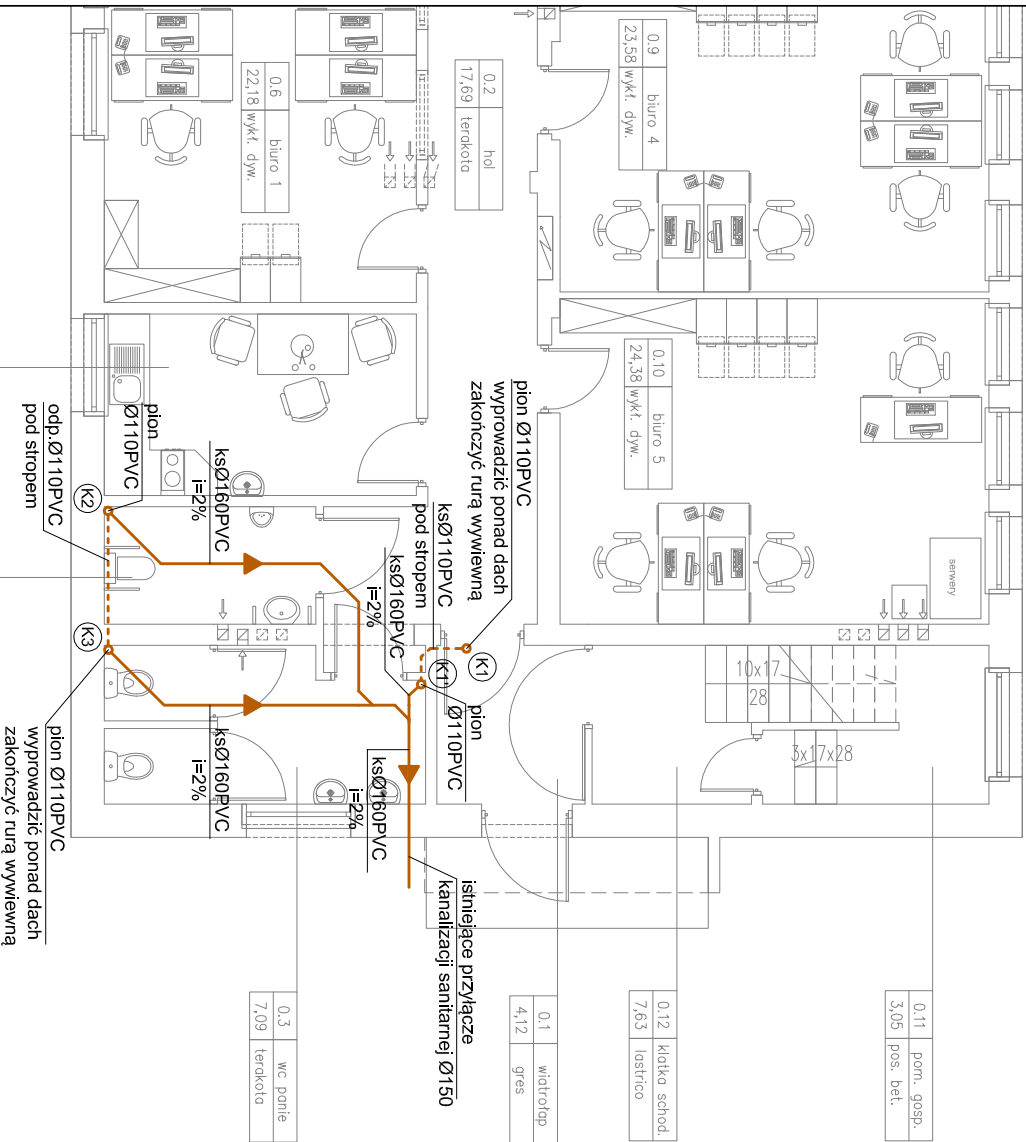 0.9 biuro 4
23,58 wykł. dyw.
0.2 hol
17,69 terakota
0.6 biuro 1
22,18 wykł. dyw.
0.10 biuro 5
24,38 wykł. dyw.
serwery
pion Ø110PVC
wyprowadzić ponad dach
zakończyć rurą wywiewną
ksØ110PVC
pod stropem
ksØ160PVC
i=2%
K1
K1'
pion
Ø110PVC
ksØ160PVC
i=2%
pion
Ø110PVC
K2
odp.Ø110PVC
pod stropem
K3
ksØ160PVC
i=2%
ksØ160PVC
i=2%
pion Ø110PVC
wyprowadzić ponad dach
zakończyć rurą wywiewną
istniejące przyłącze
kanalizacji sanitarnej Ø150
10x17
28
3x17x28
0.11 pom. gosp.
3,05 pos. bet.
0.12 klatka schod.
7,63 lastrico
0.1 wiatrołap
4,12 gres
0.3 wc panie
7,09 terakota